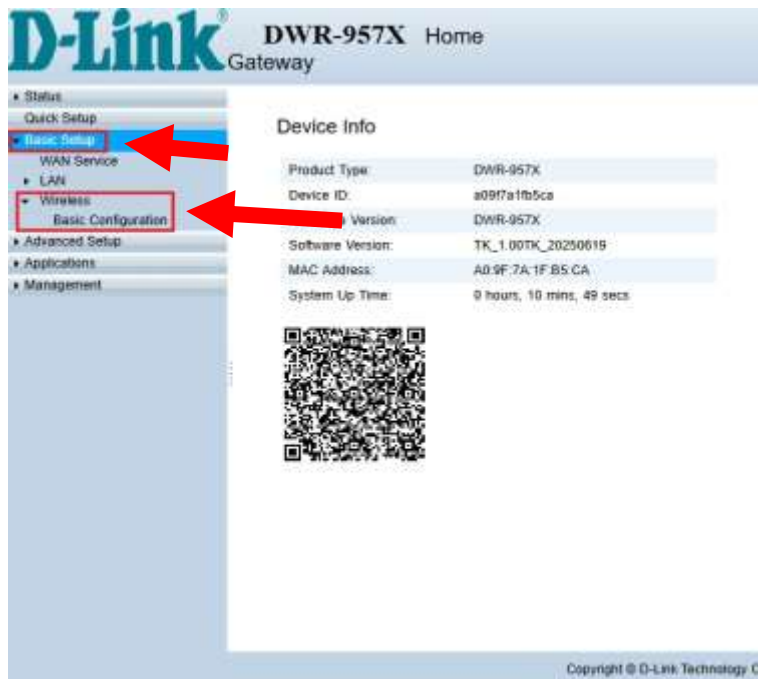 D-Link
DWR-957X Home
Gateway
Status
Quick Setup
Basic Setup
WAN Service
LAN
Wireless
Basic Configuration
Advanced Setup
Applications
Management
Device Info
Product Type: DWR-957X
Device ID: a09f7a1fb5ca
Version: DWR-957X
Software Version: TK_1.00TK_20250619
MAC Address: A0:9F:7A:1F:B5:CA
System Up Time: 0 hours, 10 mins, 49 secs
Copyright © D-Link Technology C